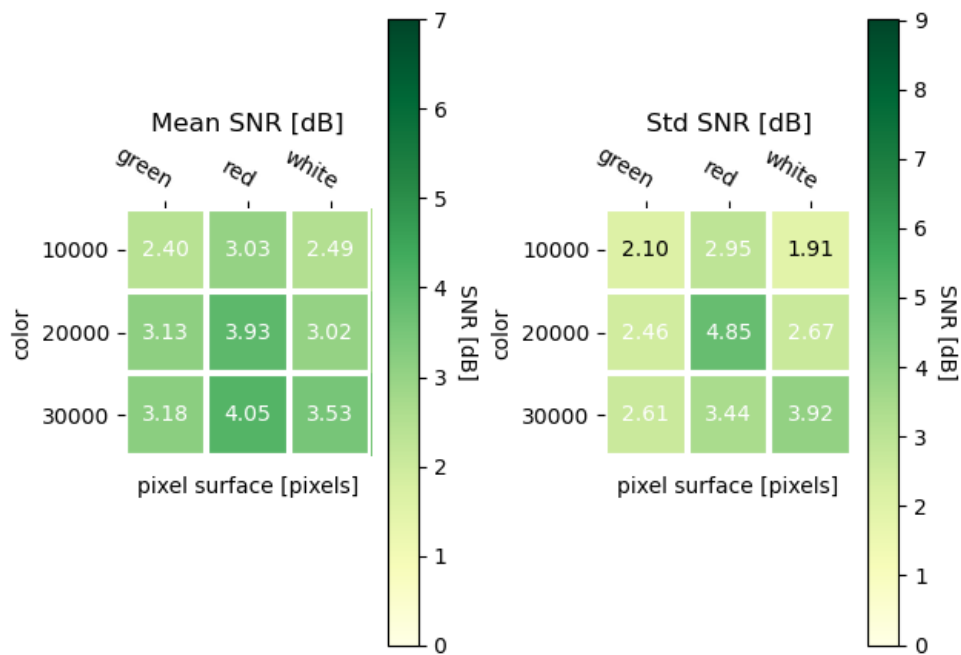 Mean SNR [dB]
green red white
10000 2.40 3.03 2.49
20000 3.13 3.93 3.02
30000 3.18 4.05 3.53
color
pixel surface [pixels]
7
6
5
4
3
2
1
0
SNR [dB]
Std SNR [dB]
green red white
10000 2.10 2.95 1.91
20000 2.46 4.85 2.67
30000 2.61 3.44 3.92
color
pixel surface [pixels]
9
8
7
6
5
4
3
2
1
0
SNR [dB]